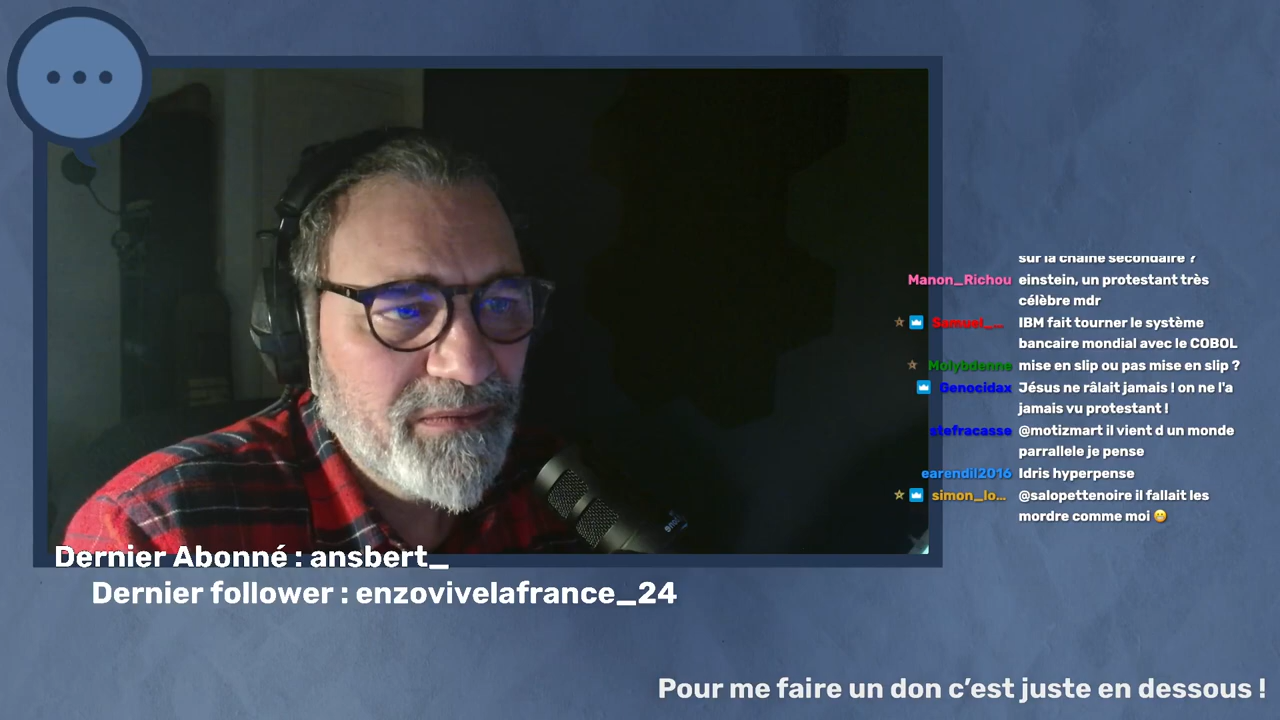 sur la chaîne secondaire ?
Manon_Richou einstein, un protestant très
célèbre mdr
Samuel_... IBM fait tourner le système
bancaire mondial avec le COBOL
Molybdenne mise en slip ou pas mise en slip ?
Genocidax Jésus ne râlait jamais ! on ne l'a
jamais vu protestant !
stefracasse @motizmart il vient d un monde
parrallele je pense
earendil2016 Idris hyperpense
simon_lo... @salopettenoire il fallait les
mordre comme moi 😬
Dernier Abonné : ansbert_
Dernier follower : enzovivelafrance_24
Pour me faire un don c’est juste en dessous !